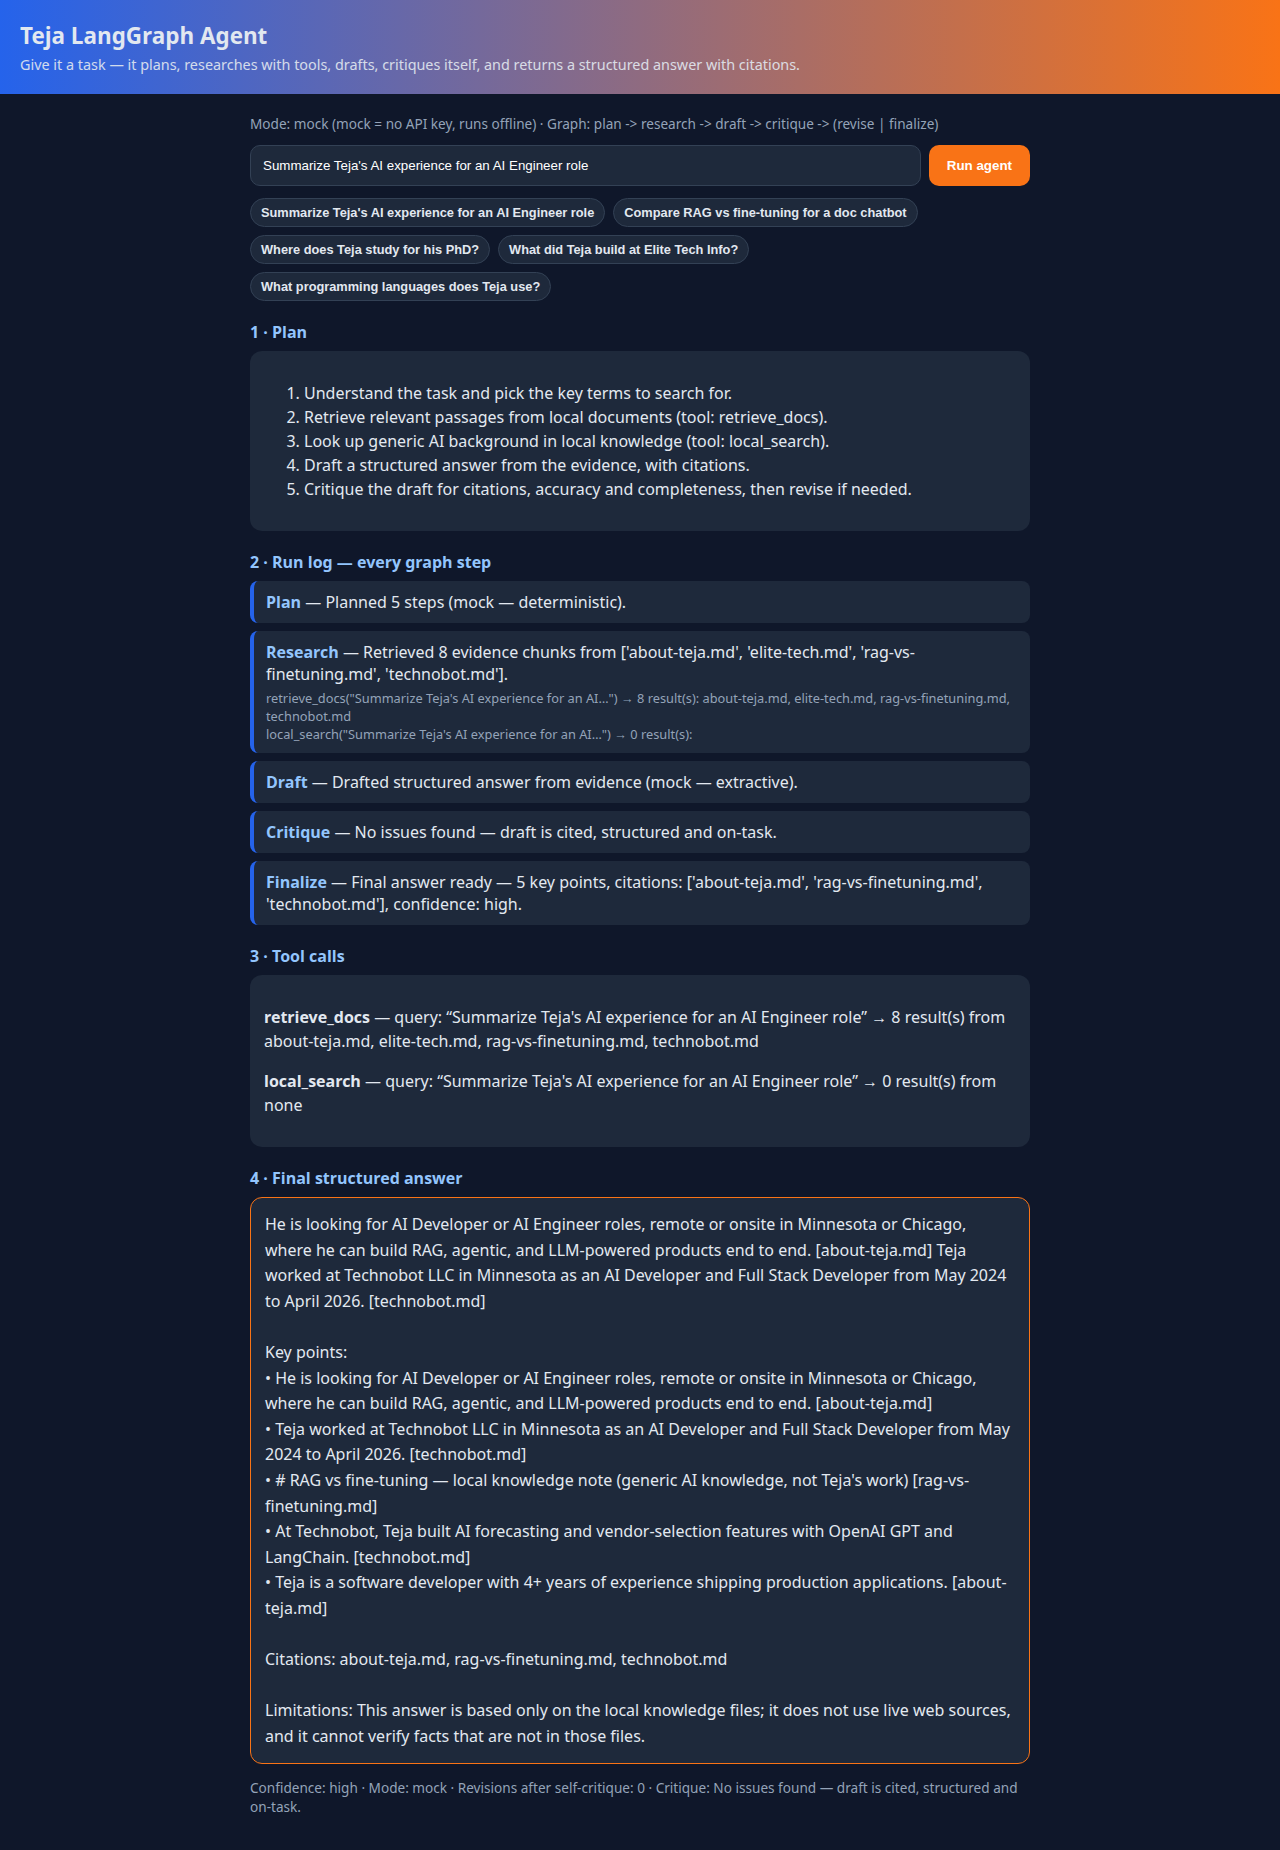 Teja LangGraph Agent
Give it a task — it plans, researches with tools, drafts, critiques itself, and returns a structured answer with citations.
Mode: mock (mock = no API key, runs offline) · Graph: plan -> research -> draft -> critique -> (revise | finalize)
Summarize Teja's AI experience for an AI Engineer role
Run agent
Summarize Teja's AI experience for an AI Engineer role
Compare RAG vs fine-tuning for a doc chatbot
Where does Teja study for his PhD?
What did Teja build at Elite Tech Info?
What programming languages does Teja use?
1 · Plan
1. Understand the task and pick the key terms to search for.
2. Retrieve relevant passages from local documents (tool: retrieve_docs).
3. Look up generic AI background in local knowledge (tool: local_search).
4. Draft a structured answer from the evidence, with citations.
5. Critique the draft for citations, accuracy and completeness, then revise if needed.
2 · Run log — every graph step
Plan — Planned 5 steps (mock — deterministic).
Research — Retrieved 8 evidence chunks from ['about-teja.md', 'elite-tech.md', 'rag-vs-
finetuning.md', 'technobot.md'].
retrieve_docs("Summarize Teja's AI experience for an AI...") → 8 result(s): about-teja.md, elite-tech.md, rag-vs-finetuning.md,
technobot.md
local_search("Summarize Teja's AI experience for an AI...") → 0 result(s):
Draft — Drafted structured answer from evidence (mock — extractive).
Critique — No issues found — draft is cited, structured and on-task.
Finalize — Final answer ready — 5 key points, citations: ['about-teja.md', 'rag-vs-finetuning.md',
'technobot.md'], confidence: high.
3 · Tool calls
retrieve_docs — query: “Summarize Teja's AI experience for an AI Engineer role” → 8 result(s) from
about-teja.md, elite-tech.md, rag-vs-finetuning.md, technobot.md
local_search — query: “Summarize Teja's AI experience for an AI Engineer role” → 0 result(s) from
none
4 · Final structured answer
He is looking for AI Developer or AI Engineer roles, remote or onsite in Minnesota or Chicago,
where he can build RAG, agentic, and LLM-powered products end to end. [about-teja.md] Teja
worked at Technobot LLC in Minnesota as an AI Developer and Full Stack Developer from May 2024
to April 2026. [technobot.md]
Key points:
• He is looking for AI Developer or AI Engineer roles, remote or onsite in Minnesota or Chicago,
where he can build RAG, agentic, and LLM-powered products end to end. [about-teja.md]
• Teja worked at Technobot LLC in Minnesota as an AI Developer and Full Stack Developer from May
2024 to April 2026. [technobot.md]
• # RAG vs fine-tuning — local knowledge note (generic AI knowledge, not Teja's work) [rag-vs-
finetuning.md]
• At Technobot, Teja built AI forecasting and vendor-selection features with OpenAI GPT and
LangChain. [technobot.md]
• Teja is a software developer with 4+ years of experience shipping production applications. [about-
teja.md]
Citations: about-teja.md, rag-vs-finetuning.md, technobot.md
Limitations: This answer is based only on the local knowledge files; it does not use live web sources,
and it cannot verify facts that are not in those files.
Confidence: high · Mode: mock · Revisions after self-critique: 0 · Critique: No issues found — draft is cited, structured and
on-task.